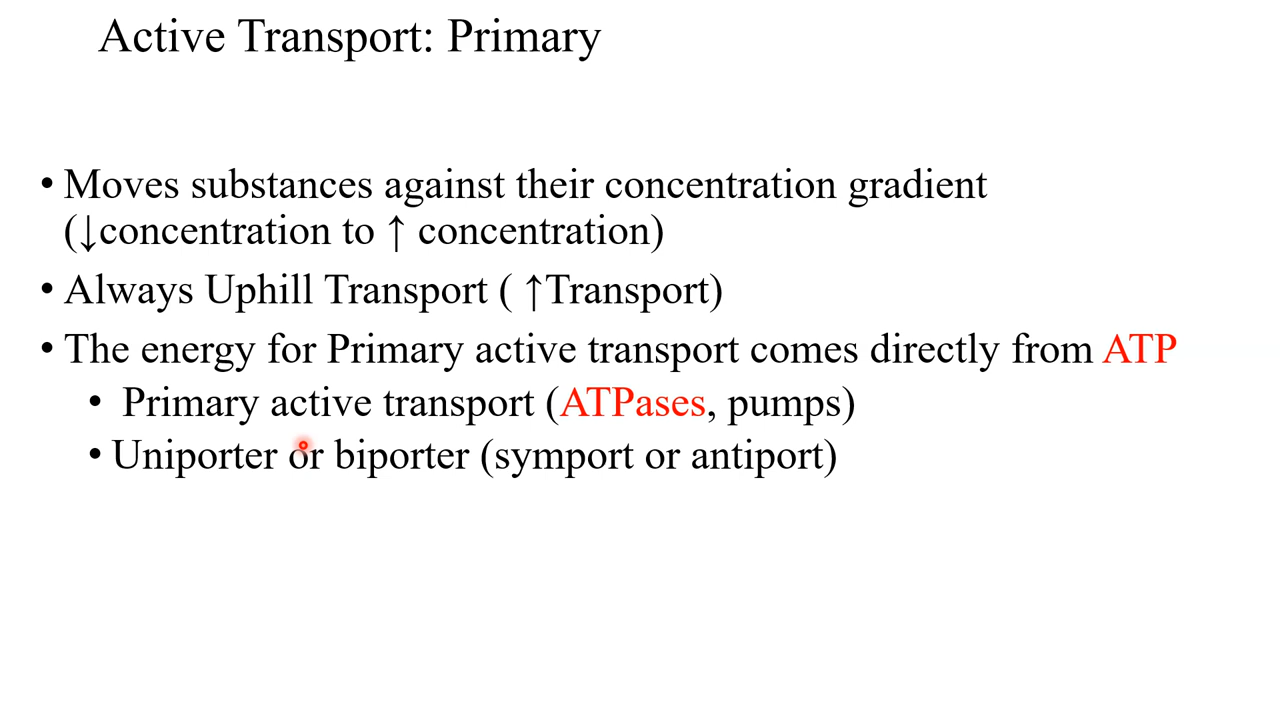 Active Transport: Primary
• Moves substances against their concentration gradient
(↓concentration to ↑ concentration)
• Always Uphill Transport ( ↑Transport)
• The energy for Primary active transport comes directly from ATP
• Primary active transport (ATPases, pumps)
• Uniporter or biporter (symport or antiport)